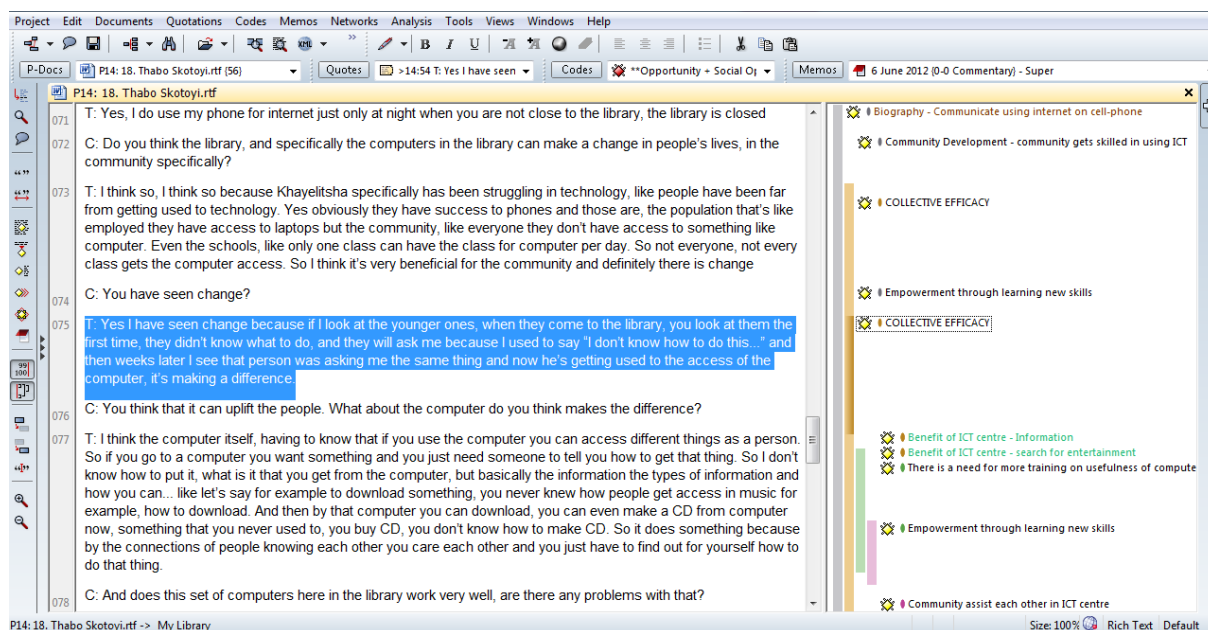 Project Edit Documents Quotations Codes Memos Networks Analysis Tools Views Windows Help
B I U
P-Docs P14: 18. Thabo Skotoyi.rtf {56} Quotes >14:54 T: Yes I have seen Codes **Opportunity + Social Op Memos 6 June 2012 {0-0 Commentary} - Super
P14: 18. Thabo Skotoyi.rtf
071 T: Yes, I do use my phone for internet just only at night when you are not close to the library, the library is closed
Biography - Communicate using internet on cell-phone
072 C: Do you think the library, and specifically the computers in the library can make a change in people's lives, in the
community specifically?
Community Development - community gets skilled in using ICT
073 T: I think so, I think so because Khayelitsha specifically has been struggling in technology, like people have been far
from getting used to technology. Yes obviously they have success to phones and those are, the population that's like
employed they have access to laptops but the community, like everyone they don't have access to something like
computer. Even the schools, like only one class can have the class for computer per day. So not everyone, not every
class gets the computer access. So I think it's very beneficial for the community and definitely there is change
COLLECTIVE EFFICACY
074 C: You have seen change?
Empowerment through learning new skills
075 T: Yes I have seen change because if I look at the younger ones, when they come to the library, you look at them the
first time, they didn't know what to do, and they will ask me because I used to say "I don't know how to do this..." and
then weeks later I see that person was asking me the same thing and now he's getting used to the access of the
computer, it's making a difference.
COLLECTIVE EFFICACY
076 C: You think that it can uplift the people. What about the computer do you think makes the difference?
077 T: I think the computer itself, having to know that if you use the computer you can access different things as a person.
So if you go to a computer you want something and you just need someone to tell you how to get that thing. So I don't
know how to put it, what is it that you get from the computer, but basically the information the types of information and
how you can... like let's say for example to download something, you never knew how people get access in music for
example, how to download. And then by that computer you can download, you can even make a CD from computer
now, something that you never used to, you buy CD, you don't know how to make CD. So it does something because
by the connections of people knowing each other you care each other and you just have to find out for yourself how to
do that thing.
Benefit of ICT centre - Information
Benefit of ICT centre - search for entertainment
There is a need for more training on usefulness of compute
Empowerment through learning new skills
078 C: And does this set of computers here in the library work very well, are there any problems with that?
Community assist each other in ICT centre
P14: 18. Thabo Skotoyi.rtf -> My Library
Size: 100% Rich Text Default